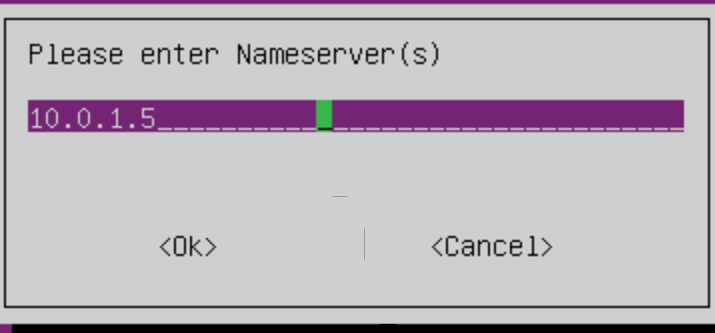 Please enter Nameserver(s)
10.0.1.5
<Ok> <Cancel>